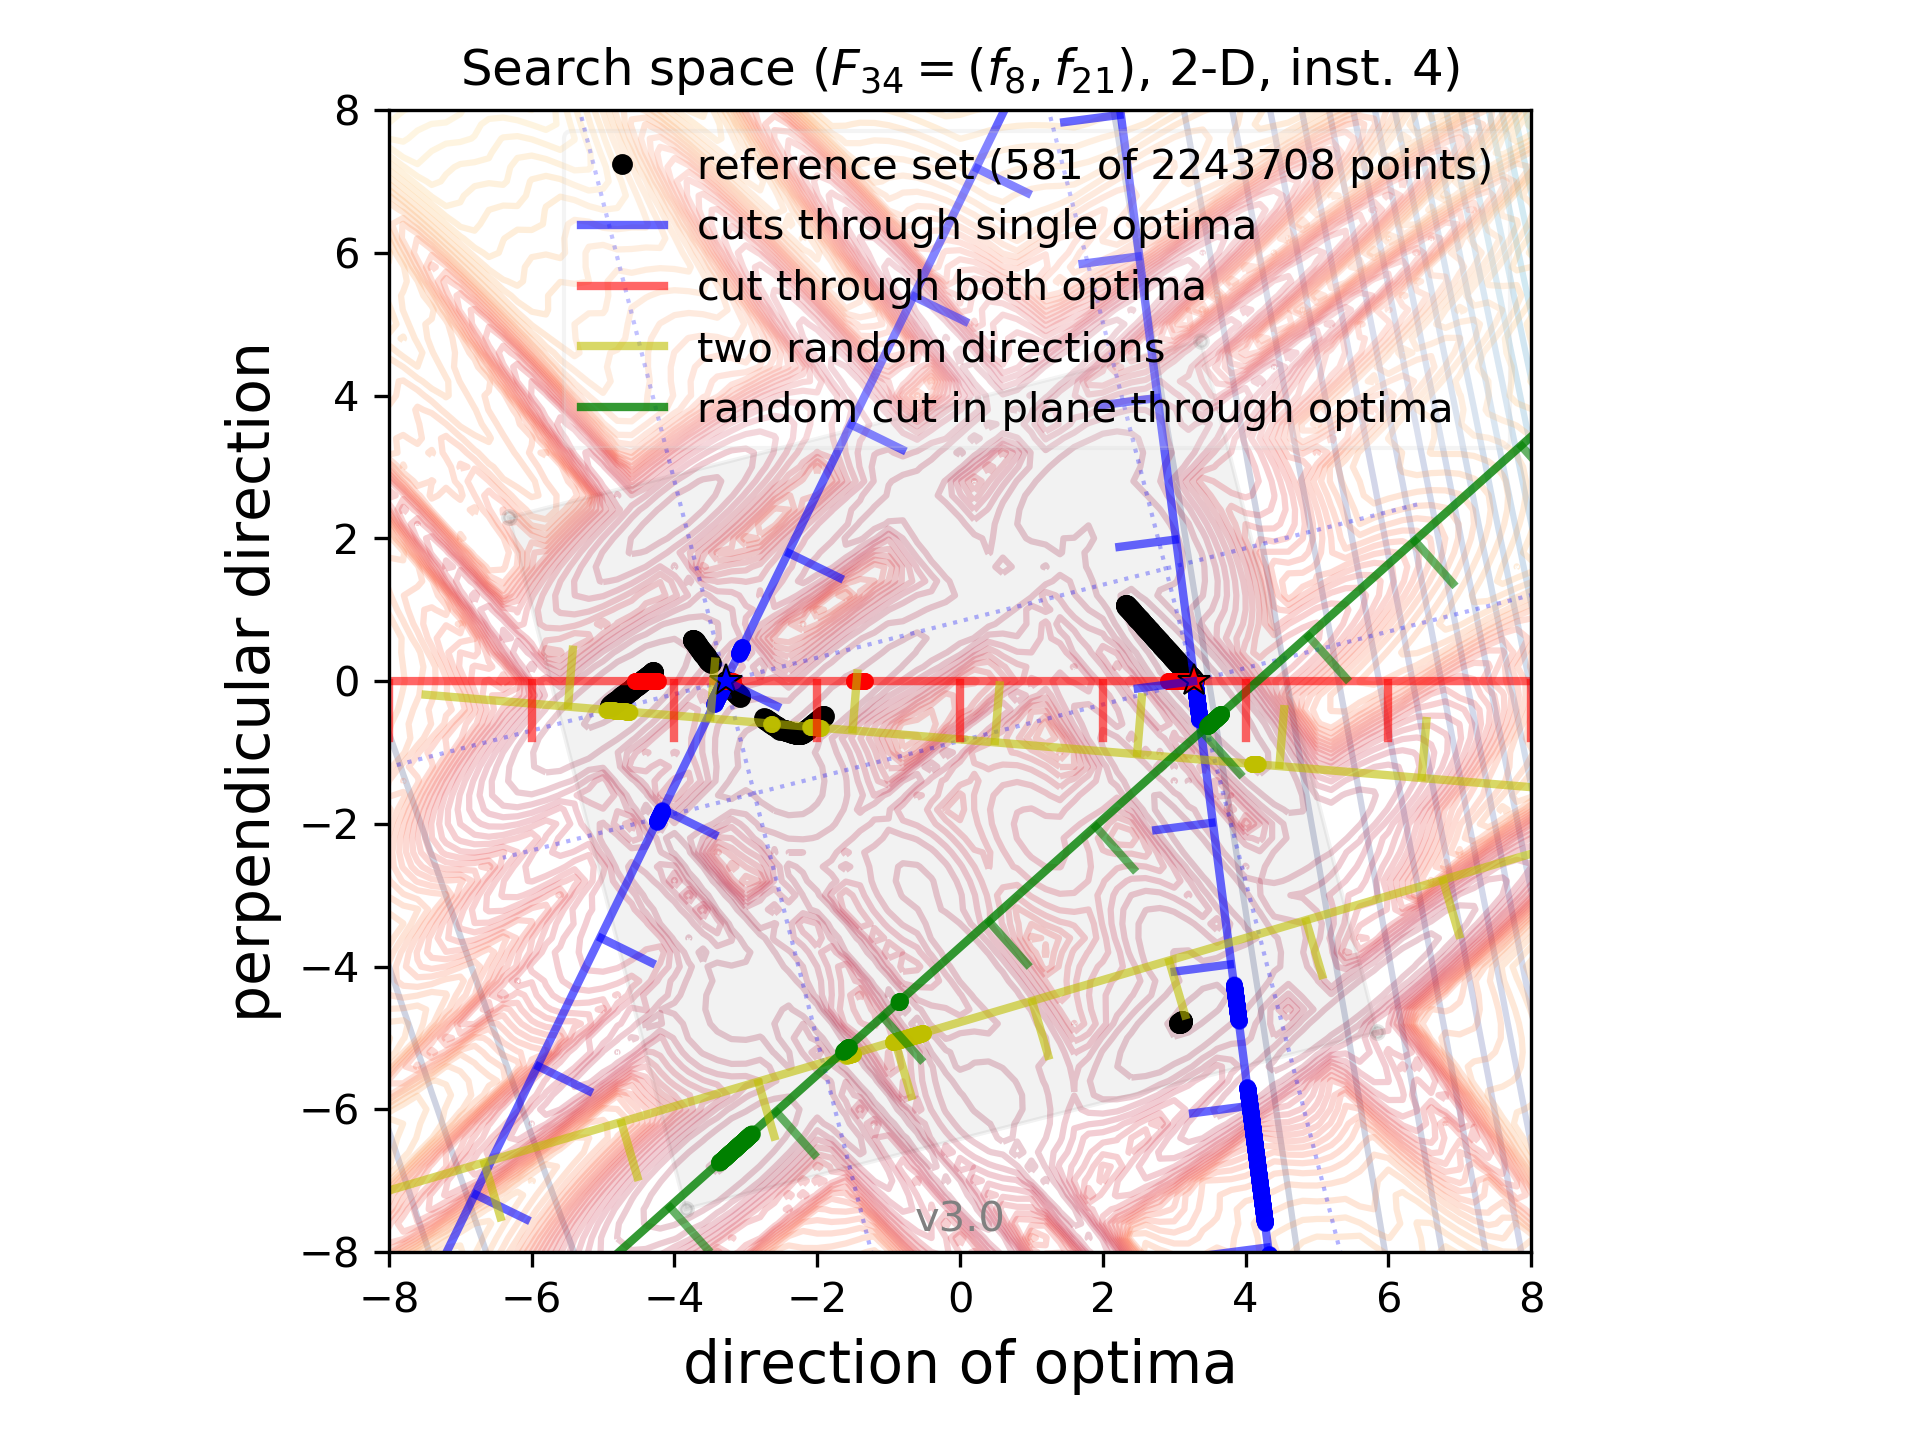 Search space (F34 = (f8, f21), 2-D, inst. 4)
reference set (581 of 2243708 points)
cuts through single optima
cut through both optima
two random directions
random cut in plane through optima
perpendicular direction
8
6
4
2
0
−2
−4
−6
−8
v3.0
−8 −6 −4 −2 0 2 4 6 8
direction of optima